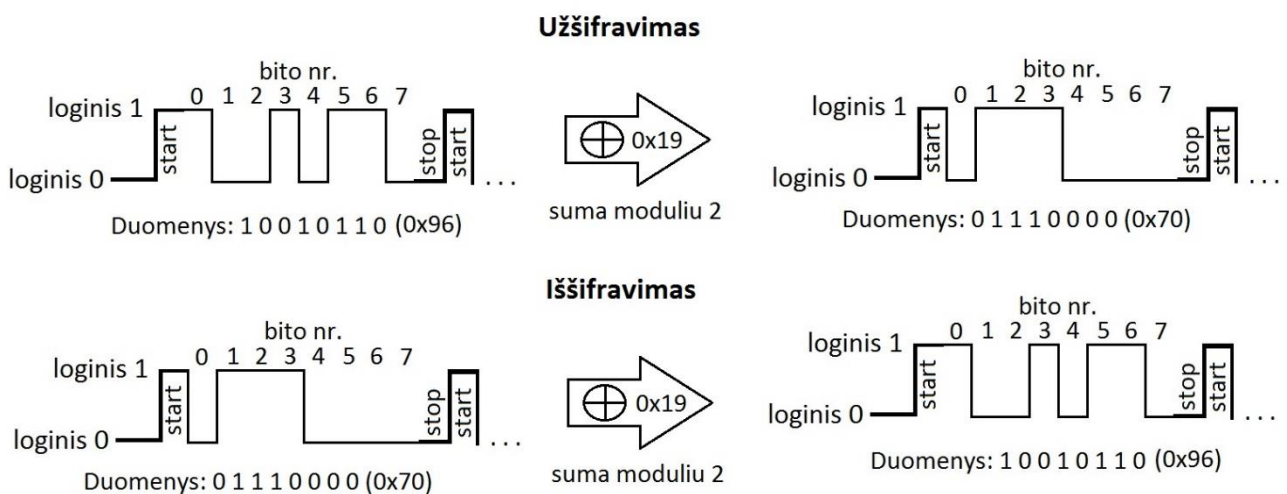 Užšifravimas
bito nr.
0 1 2 3 4 5 6 7
loginis 1
start
stop
start
loginis 0
. . .
Duomenys: 1 0 0 1 0 1 1 0 (0x96)
0x19
suma moduliu 2
bito nr.
0 1 2 3 4 5 6 7
loginis 1
start
stop
start
loginis 0
. . .
Duomenys: 0 1 1 1 0 0 0 0 (0x70)
Iššifravimas
bito nr.
0 1 2 3 4 5 6 7
loginis 1
start
stop
start
loginis 0
. . .
Duomenys: 0 1 1 1 0 0 0 0 (0x70)
0x19
suma moduliu 2
bito nr.
0 1 2 3 4 5 6 7
loginis 1
start
stop
start
loginis 0
. . .
Duomenys: 1 0 0 1 0 1 1 0 (0x96)